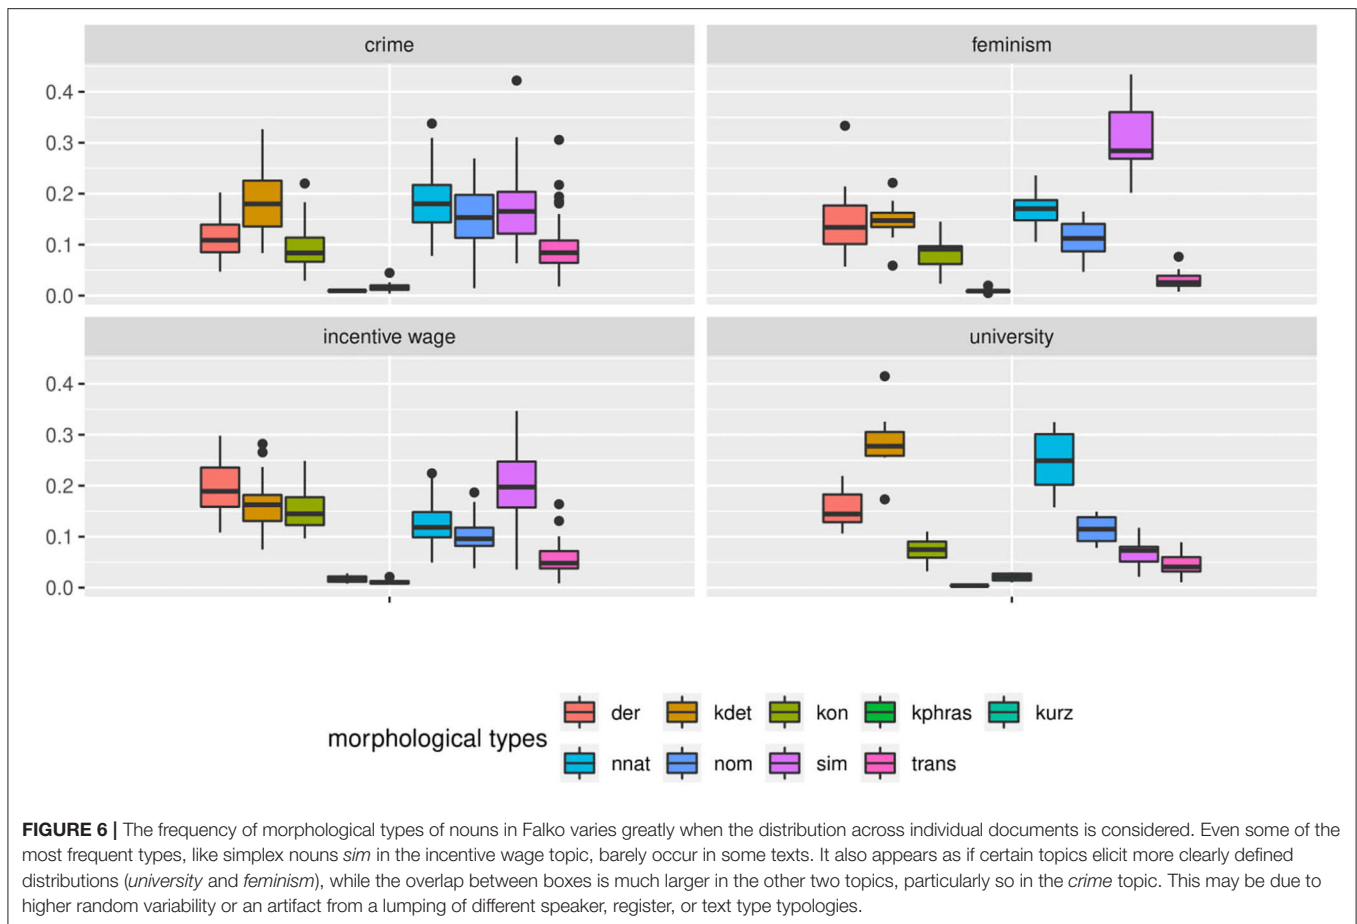 crime
feminism
0.4
0.3
0.2
0.1
0.0
incentive wage
university
0.4
0.3
0.2
0.1
0.0
morphological types
der kdet kon kphras kurz
nnat nom sim trans
FIGURE 6 | The frequency of morphological types of nouns in Falko varies greatly when the distribution across individual documents is considered. Even some of the
most frequent types, like simplex nouns sim in the incentive wage topic, barely occur in some texts. It also appears as if certain topics elicit more clearly defined
distributions (university and feminism), while the overlap between boxes is much larger in the other two topics, particularly so in the crime topic. This may be due to
higher random variability or an artifact from a lumping of different speaker, register, or text type typologies.